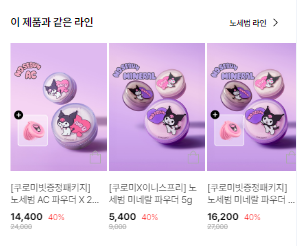 이 제품과 같은 라인
노세범 라인 >
NO SEBUM
AC
NO SEBUM
MINERAL
NO SEBUM
MINERAL
[쿠로미빗증정패키지]
노세범 AC 파우더 X 2...
14,400 40%
24,000
[쿠로미X이니스프리] 노
세범 미네랄 파우더 5g
5,400 40%
9,000
[쿠로미빗증정패키지]
노세범 미네랄 파우더 ...
16,200 40%
27,000